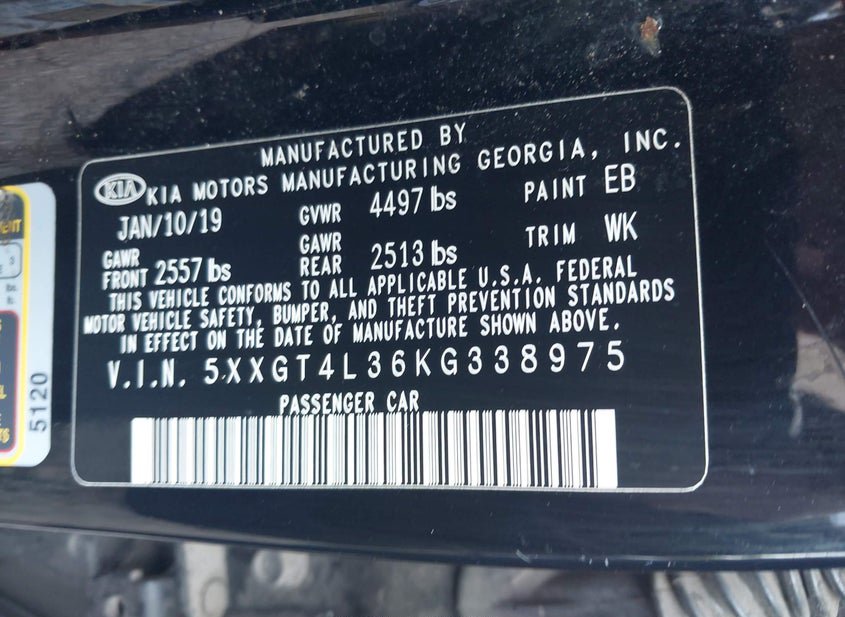 MANUFACTURED BY
KIA KIA MOTORS MANUFACTURING GEORGIA, INC.
JAN/10/19 GVWR 4497 lbs PAINT EB
GAWR FRONT 2557 lbs GAWR REAR 2513 lbs TRIM WK
THIS VEHICLE CONFORMS TO ALL APPLICABLE U.S.A. FEDERAL
MOTOR VEHICLE SAFETY, BUMPER, AND THEFT PREVENTION STANDARDS
IN EFFECT ON THE DATE OF MANUFACTURE SHOWN ABOVE.
V.I.N. 5XXGT4L36KG338975
PASSENGER CAR
5120